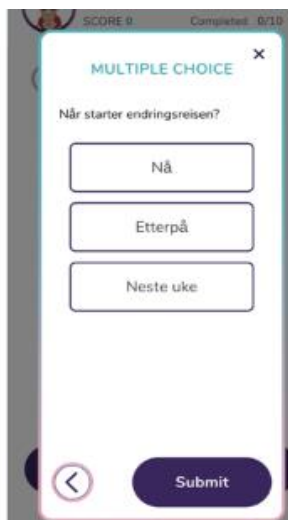 SCORE 0 Completed 0/10
MULTIPLE CHOICE
Når starter endringsreisen?
Nå
Etterpå
Neste uke
Submit